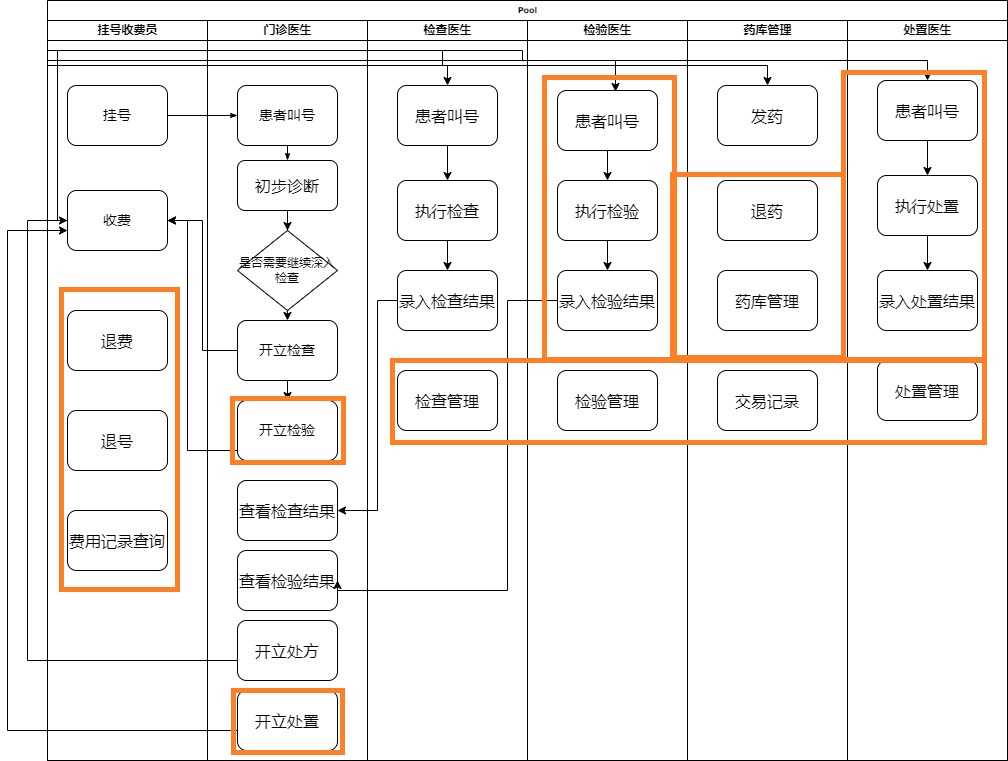 Pool
挂号收费员
门诊医生
检查医生
检验医生
药库管理
处置医生
挂号
收费
退费
退号
费用记录查询
患者叫号
初步诊断
是否需要继续深入
检查
开立检查
开立检验
查看检查结果
查看检验结果
开立处方
开立处置
患者叫号
执行检查
录入检查结果
检查管理
患者叫号
执行检验
录入检验结果
检验管理
发药
退药
药库管理
交易记录
患者叫号
执行处置
录入处置结果
处置管理